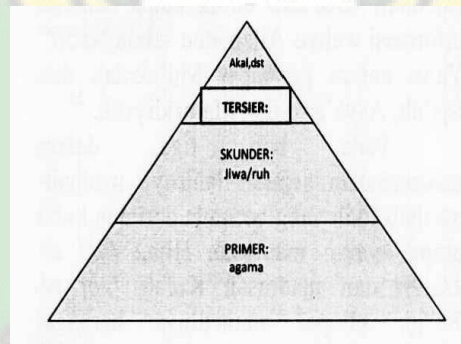 Akal,dst
TERSIER:
SKUNDER:
Jiwa/ruh
PRIMER:
agama